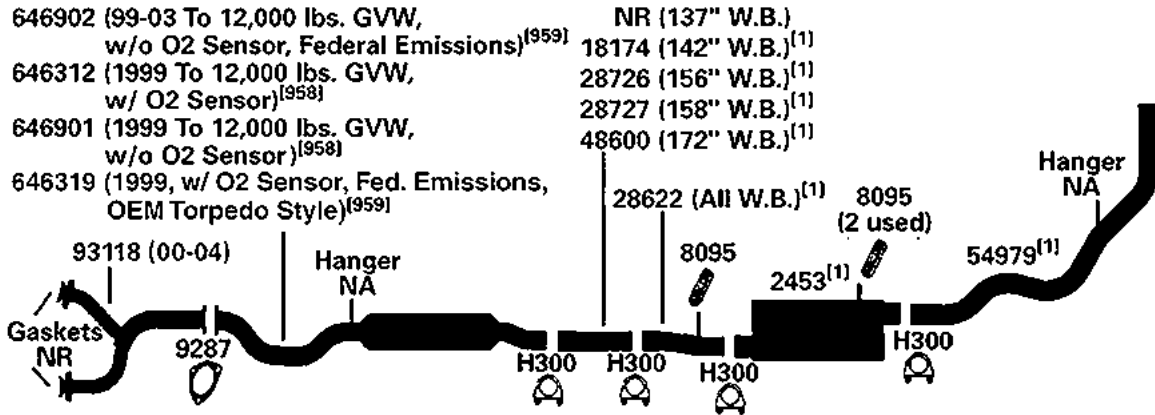 646902 (99-03 To 12,000 lbs. GVW,
w/o O2 Sensor, Federal Emissions)[959]
646312 (1999 To 12,000 lbs. GVW,
w/ O2 Sensor)[958]
646901 (1999 To 12,000 lbs. GVW,
w/o O2 Sensor)[958]
646319 (1999, w/ O2 Sensor, Fed. Emissions,
OEM Torpedo Style)[959]
NR (137" W.B.)
18174 (142" W.B.)[1]
28726 (156" W.B.)[1]
28727 (158" W.B.)[1]
48600 (172" W.B.)[1]
28622 (All W.B.)[1]
93118 (00-04)
Hanger
NA
8095
8095
(2 used)
2453[1]
54979[1]
Hanger
NA
Gaskets
NR
9287
H300
H300
H300
H300